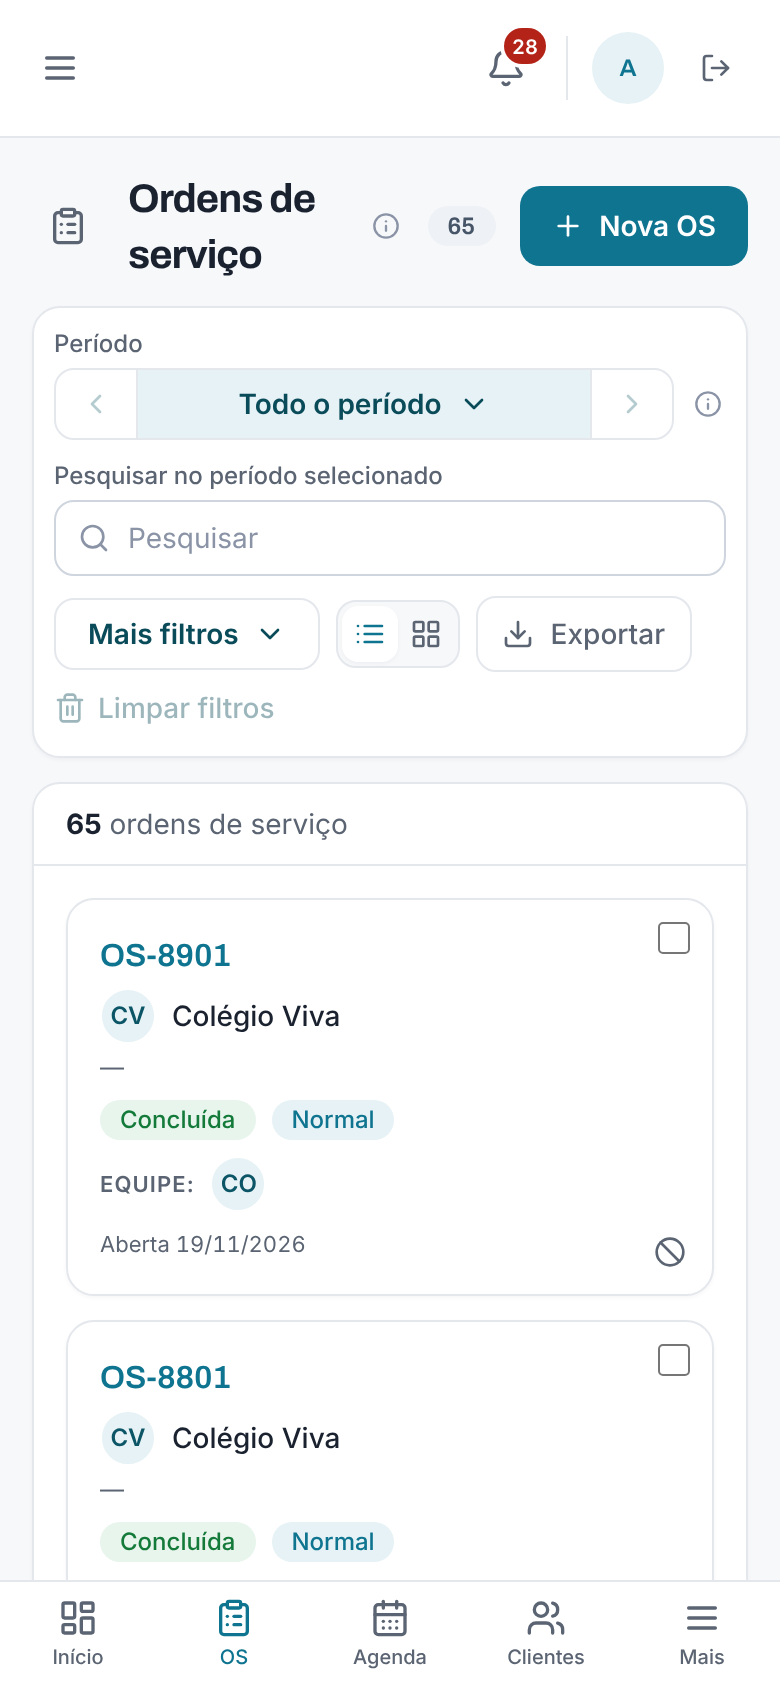 28
A
Ordens de
serviço
65
Nova OS
Período
Todo o período
Pesquisar no período selecionado
Pesquisar
Mais filtros
Exportar
Limpar filtros
65 ordens de serviço
OS-8901
CV Colégio Viva
—
Concluída Normal
EQUIPE: CO
Aberta 19/11/2026
OS-8801
CV Colégio Viva
—
Concluída Normal
Início OS Agenda Clientes Mais